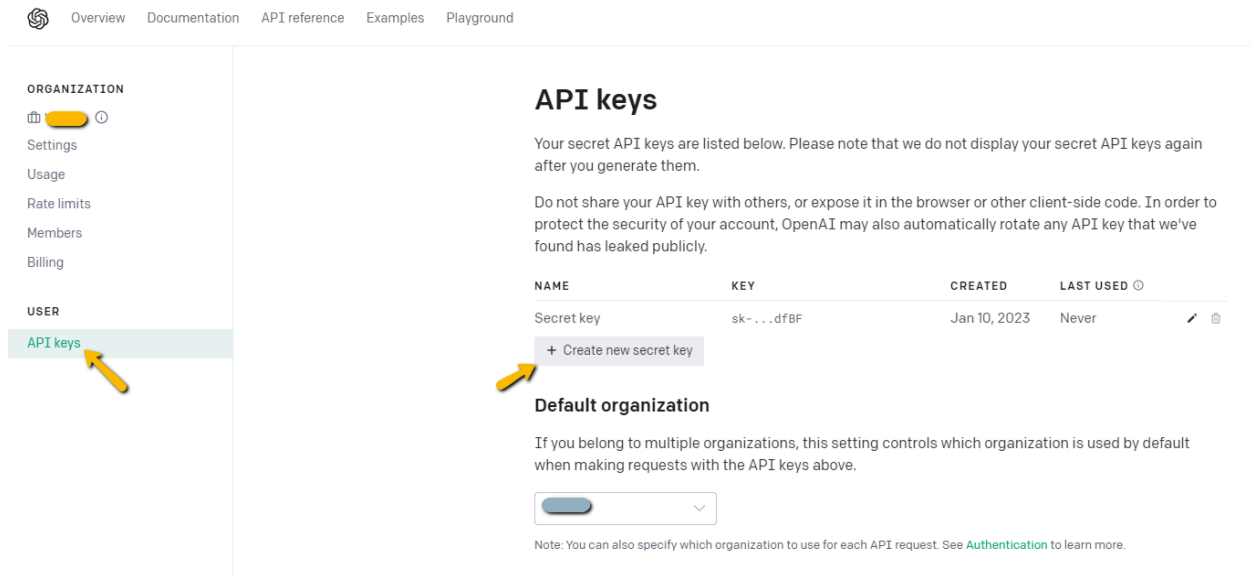 Overview Documentation API reference Examples Playground
ORGANIZATION
Settings
Usage
Rate limits
Members
Billing
USER
API keys
API keys
Your secret API keys are listed below. Please note that we do not display your secret API keys again
after you generate them.
Do not share your API key with others, or expose it in the browser or other client-side code. In order to
protect the security of your account, OpenAI may also automatically rotate any API key that we've
found has leaked publicly.
NAME KEY CREATED LAST USED
Secret key sk-...dfBF Jan 10, 2023 Never
+ Create new secret key
Default organization
If you belong to multiple organizations, this setting controls which organization is used by default
when making requests with the API keys above.
Note: You can also specify which organization to use for each API request. See Authentication to learn more.